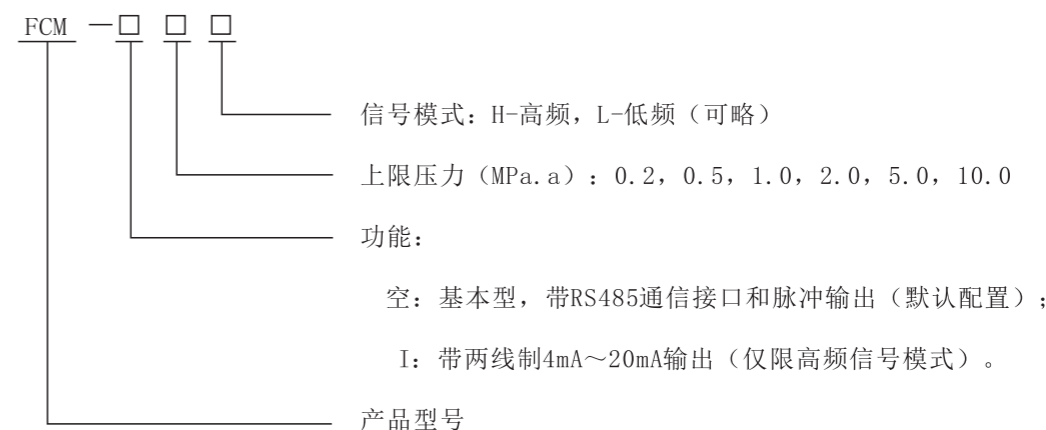 FCM —□ □ □
信号模式：H-高频，L-低频（可略）
上限压力（MPa.a）：0.2，0.5，1.0，2.0，5.0，10.0
功能：
空：基本型，带RS485通信接口和脉冲输出（默认配置）；
I：带两线制4mA～20mA输出（仅限高频信号模式）。
产品型号